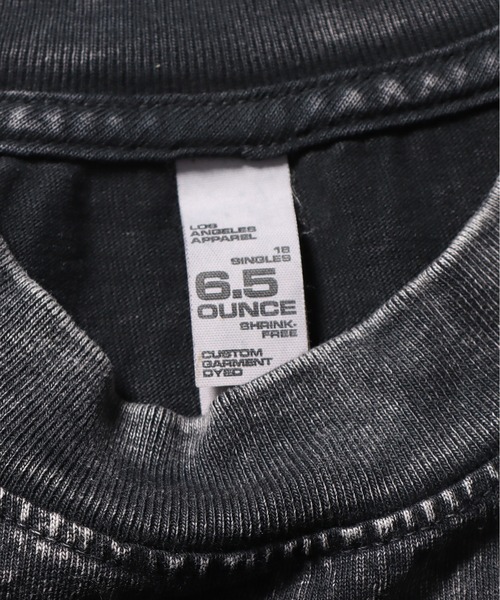 LOS
ANGELES
APPAREL
18
SINGLES
6.5
OUNCE
SHRINK-
FREE
CUSTOM
GARMENT
DYED